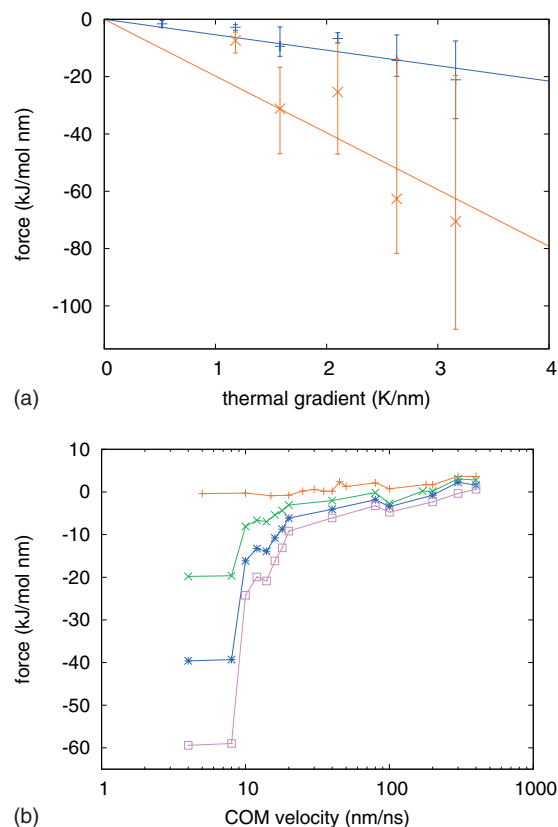 0
-20
-40
-60
-80
-100
force (kJ/mol nm)
0 1 2 3 4
thermal gradient (K/nm)
(a)
10
0
-10
-20
-30
-40
-50
-60
force (kJ/mol nm)
1 10 100 1000
COM velocity (nm/ns)
(b)